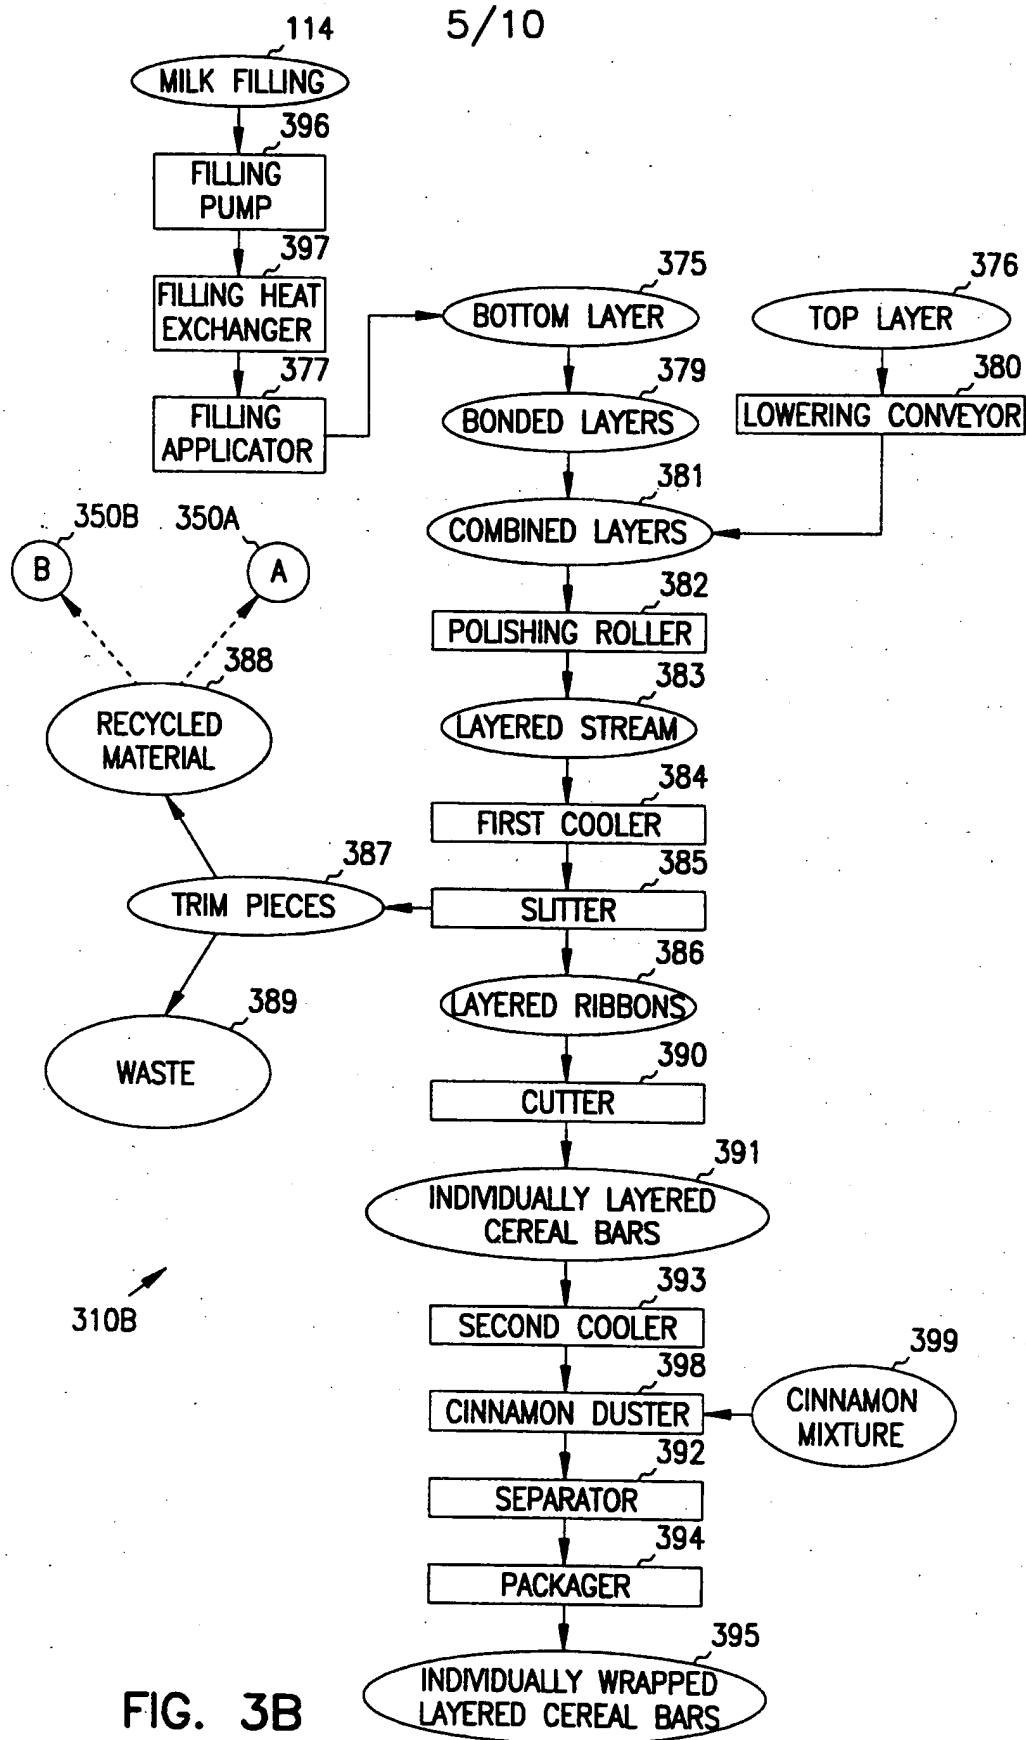 5/10
114
MILK FILLING
396
FILLING
PUMP
397
FILLING HEAT
EXCHANGER
377
FILLING
APPLICATOR
375
BOTTOM LAYER
376
TOP LAYER
379
BONDED LAYERS
380
LOWERING CONVEYOR
381
COMBINED LAYERS
350B
B
350A
A
382
POLISHING ROLLER
388
RECYCLED
MATERIAL
383
LAYERED STREAM
384
FIRST COOLER
387
TRIM PIECES
385
SLITTER
386
LAYERED RIBBONS
389
WASTE
390
CUTTER
391
INDIVIDUALLY LAYERED
CEREAL BARS
310B
393
SECOND COOLER
398
CINNAMON DUSTER
399
CINNAMON
MIXTURE
392
SEPARATOR
394
PACKAGER
395
INDIVIDUALLY WRAPPED
LAYERED CEREAL BARS
FIG. 3B